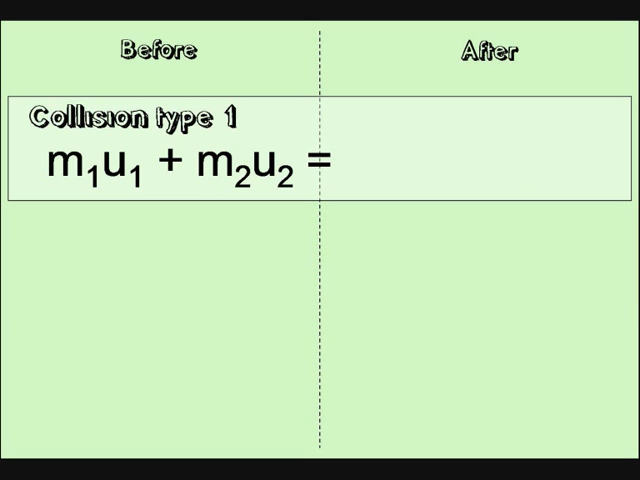 Before
After
Collision type 1
m₁u₁ + m₂u₂ =